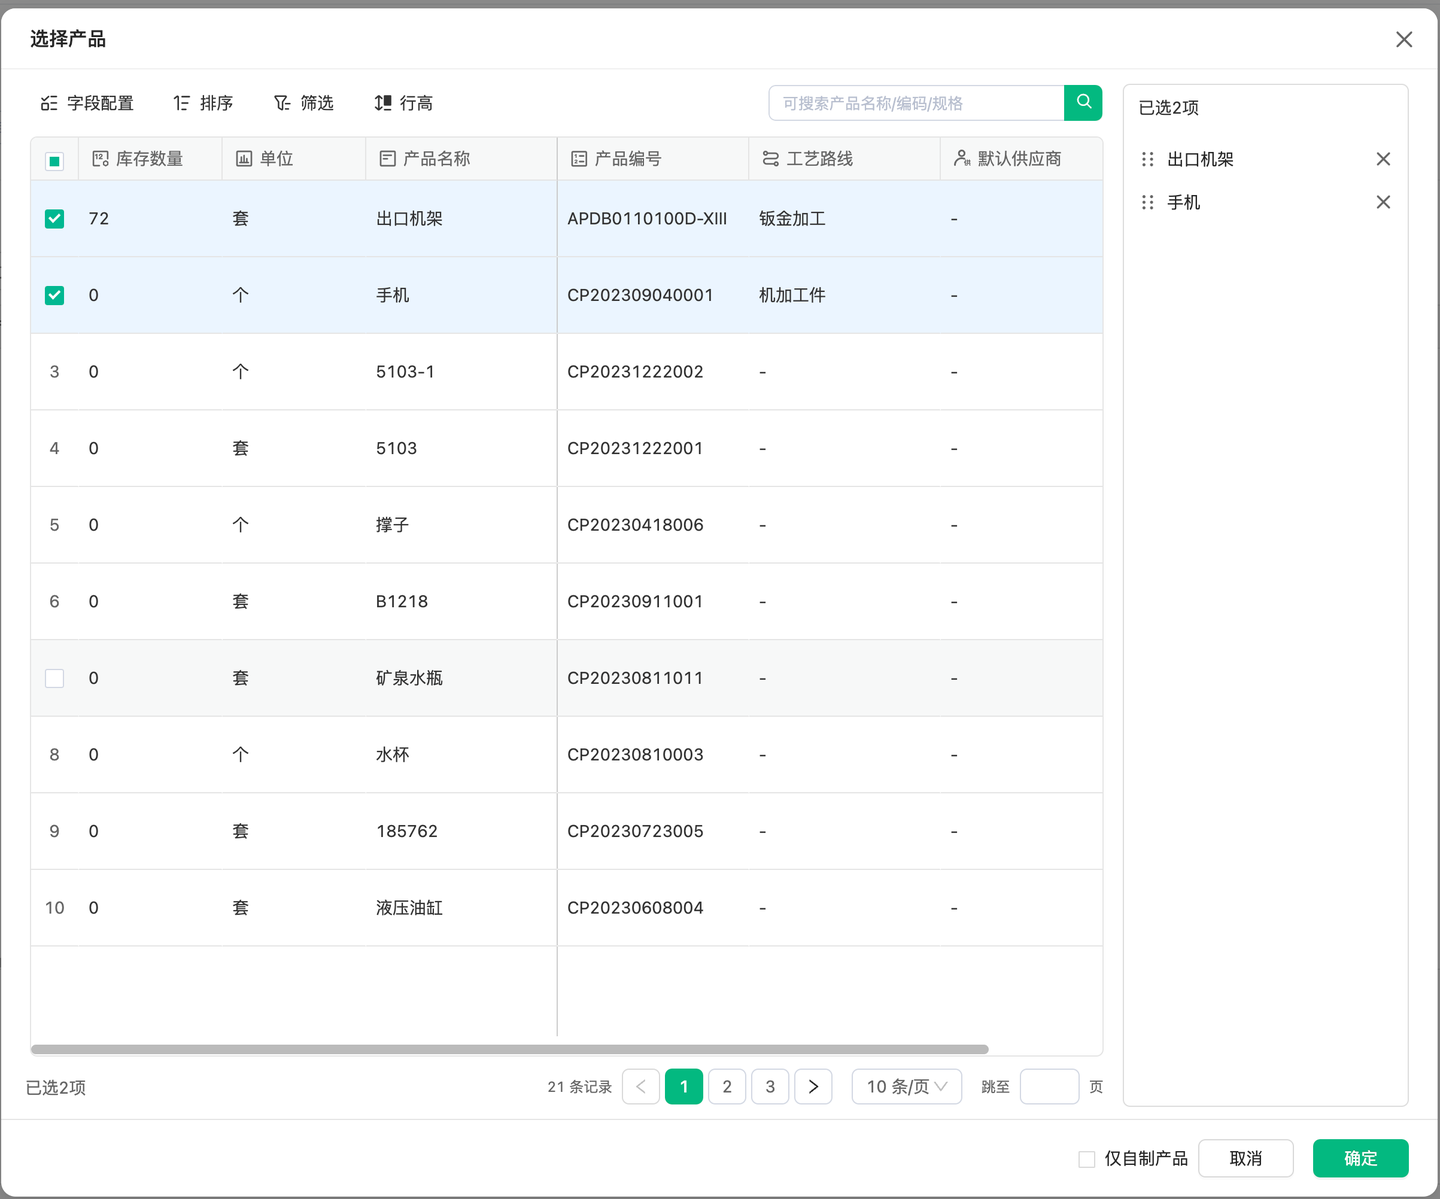 选择产品
字段配置 排序 筛选 行高 可搜索产品名称/编码/规格
库存数量 单位 产品名称 产品编号 工艺路线 默认供应商
72 套 出口机架 APDB0110100D-XIII 钣金加工 -
0 个 手机 CP202309040001 机加工件 -
3 0 个 5103-1 CP20231222002 - -
4 0 套 5103 CP20231222001 - -
5 0 个 撑子 CP20230418006 - -
6 0 套 B1218 CP20230911001 - -
0 套 矿泉水瓶 CP20230811011 - -
8 0 个 水杯 CP20230810003 - -
9 0 套 185762 CP20230723005 - -
10 0 套 液压油缸 CP20230608004 - -
已选2项 21 条记录 1 2 3 10 条/页 跳至 页
已选2项
出口机架
手机
仅自制产品 取消 确定